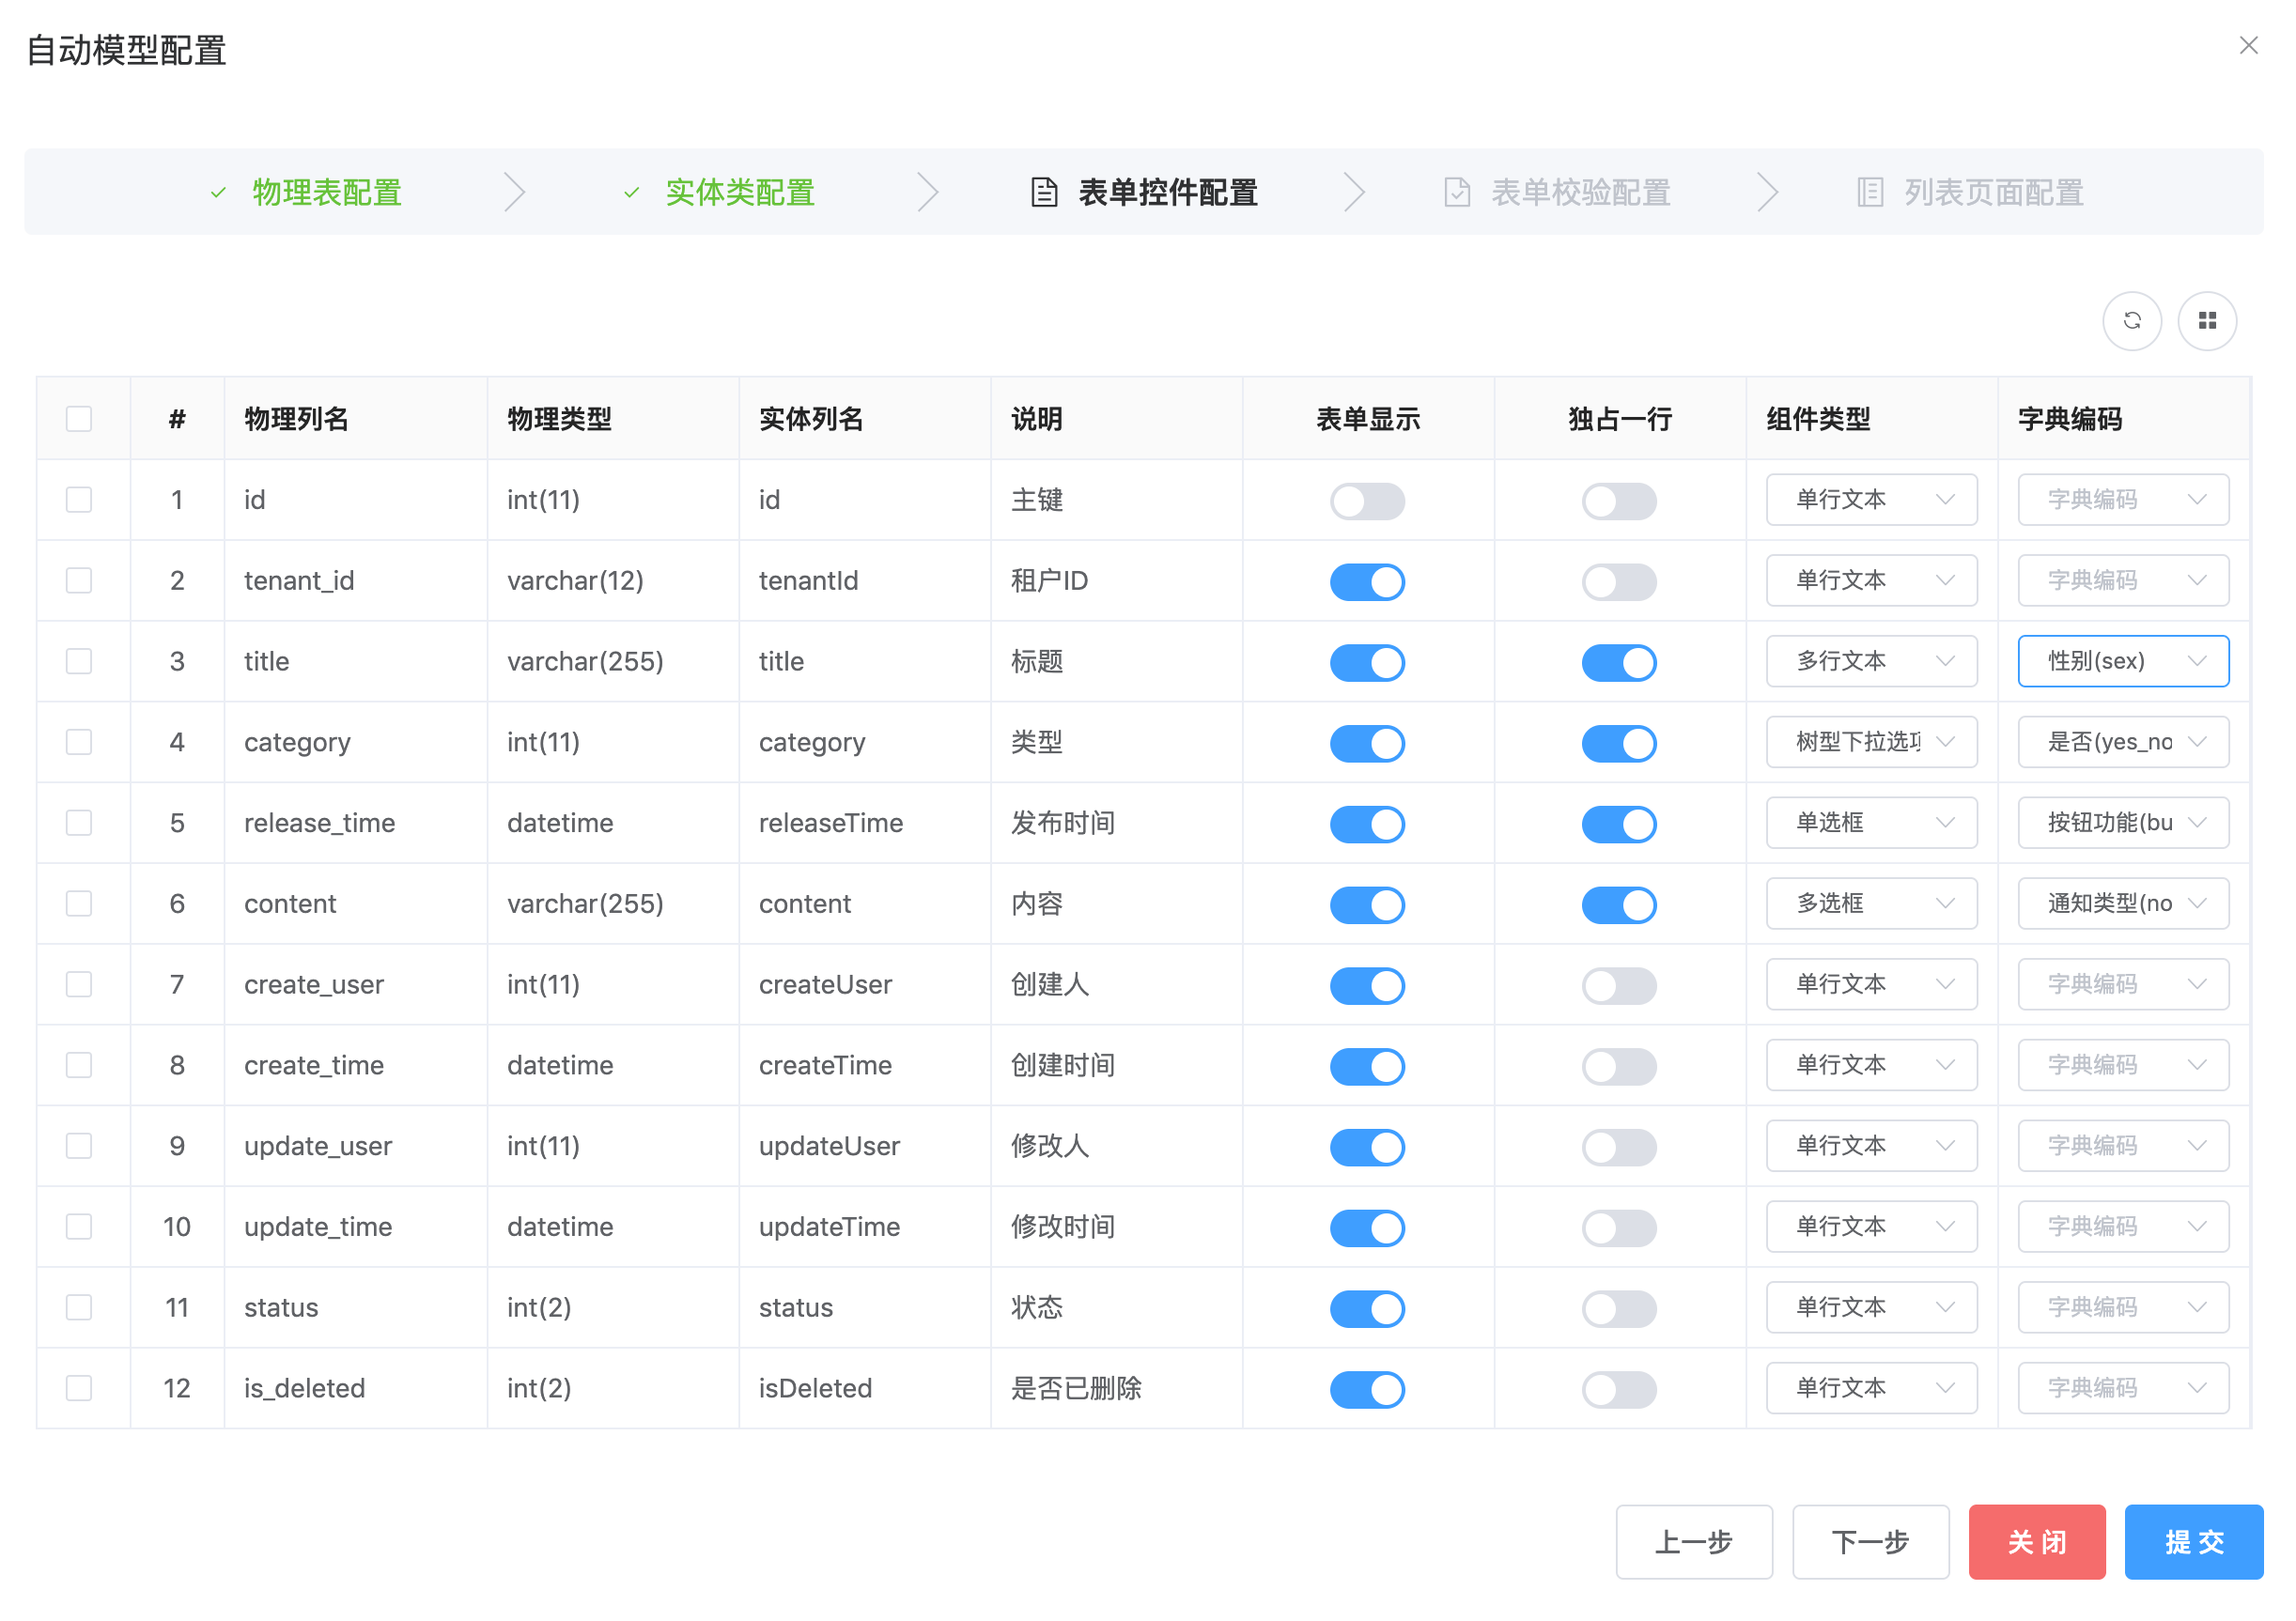 自动模型配置
物理表配置 实体类配置 表单控件配置 表单校验配置 列表页面配置
# 物理列名 物理类型 实体列名 说明 表单显示 独占一行 组件类型 字典编码
1 id int(11) id 主键 单行文本 字典编码
2 tenant_id varchar(12) tenantId 租户ID 单行文本 字典编码
3 title varchar(255) title 标题 多行文本 性别(sex)
4 category int(11) category 类型 树型下拉选项 是否(yes_no
5 release_time datetime releaseTime 发布时间 单选框 按钮功能(bu
6 content varchar(255) content 内容 多选框 通知类型(no
7 create_user int(11) createUser 创建人 单行文本 字典编码
8 create_time datetime createTime 创建时间 单行文本 字典编码
9 update_user int(11) updateUser 修改人 单行文本 字典编码
10 update_time datetime updateTime 修改时间 单行文本 字典编码
11 status int(2) status 状态 单行文本 字典编码
12 is_deleted int(2) isDeleted 是否已删除 单行文本 字典编码
上一步 下一步 关 闭 提 交